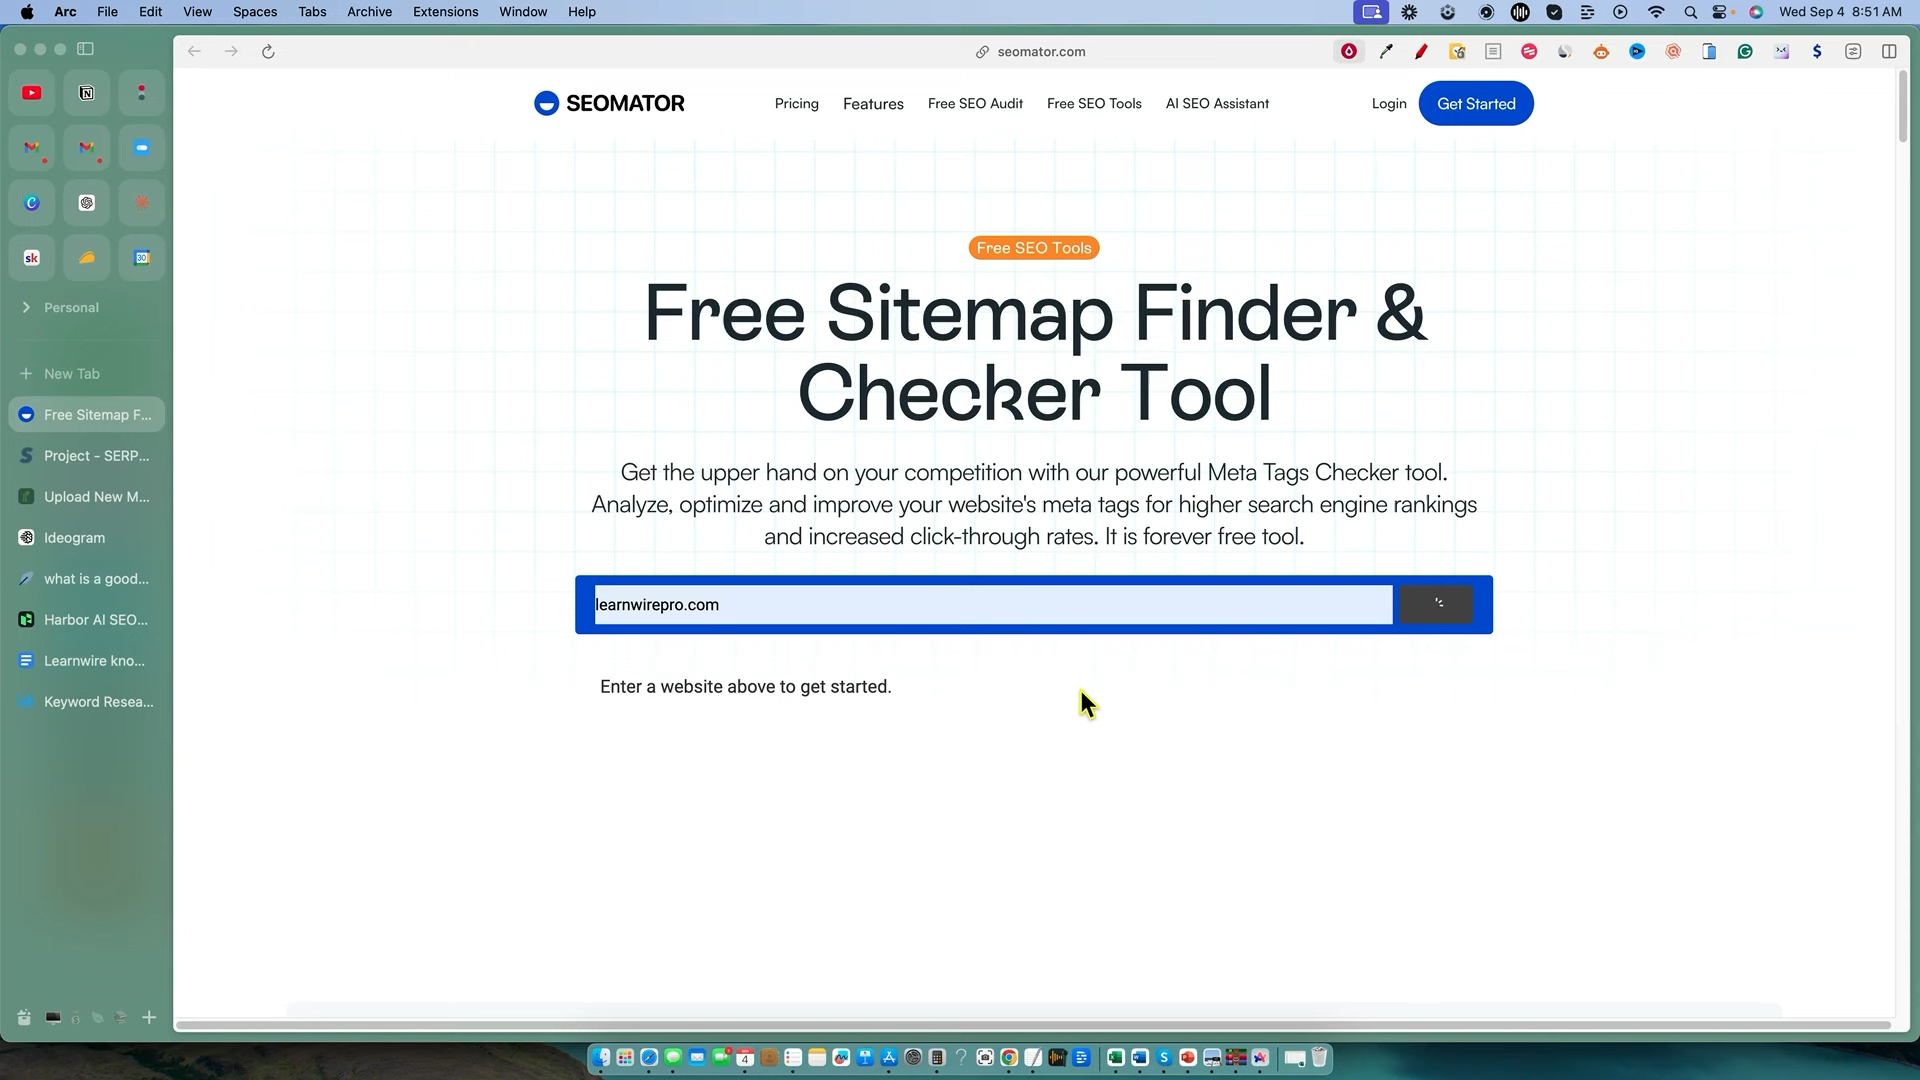 Arc File Edit View Spaces Tabs Archive Extensions Window Help
Wed Sep 4 8:51 AM
seomator.com
SEOMATOR
Pricing Features Free SEO Audit Free SEO Tools AI SEO Assistant
Login Get Started
sk
30
Personal
New Tab
Free Sitemap F...
Project - SERP...
Upload New M...
Ideogram
what is a good...
Harbor AI SEO...
Learnwire kno...
Keyword Resea...
Free SEO Tools
Free Sitemap Finder &
Checker Tool
Get the upper hand on your competition with our powerful Meta Tags Checker tool.
Analyze, optimize and improve your website's meta tags for higher search engine rankings
and increased click-through rates. It is forever free tool.
learnwirepro.com
Enter a website above to get started.